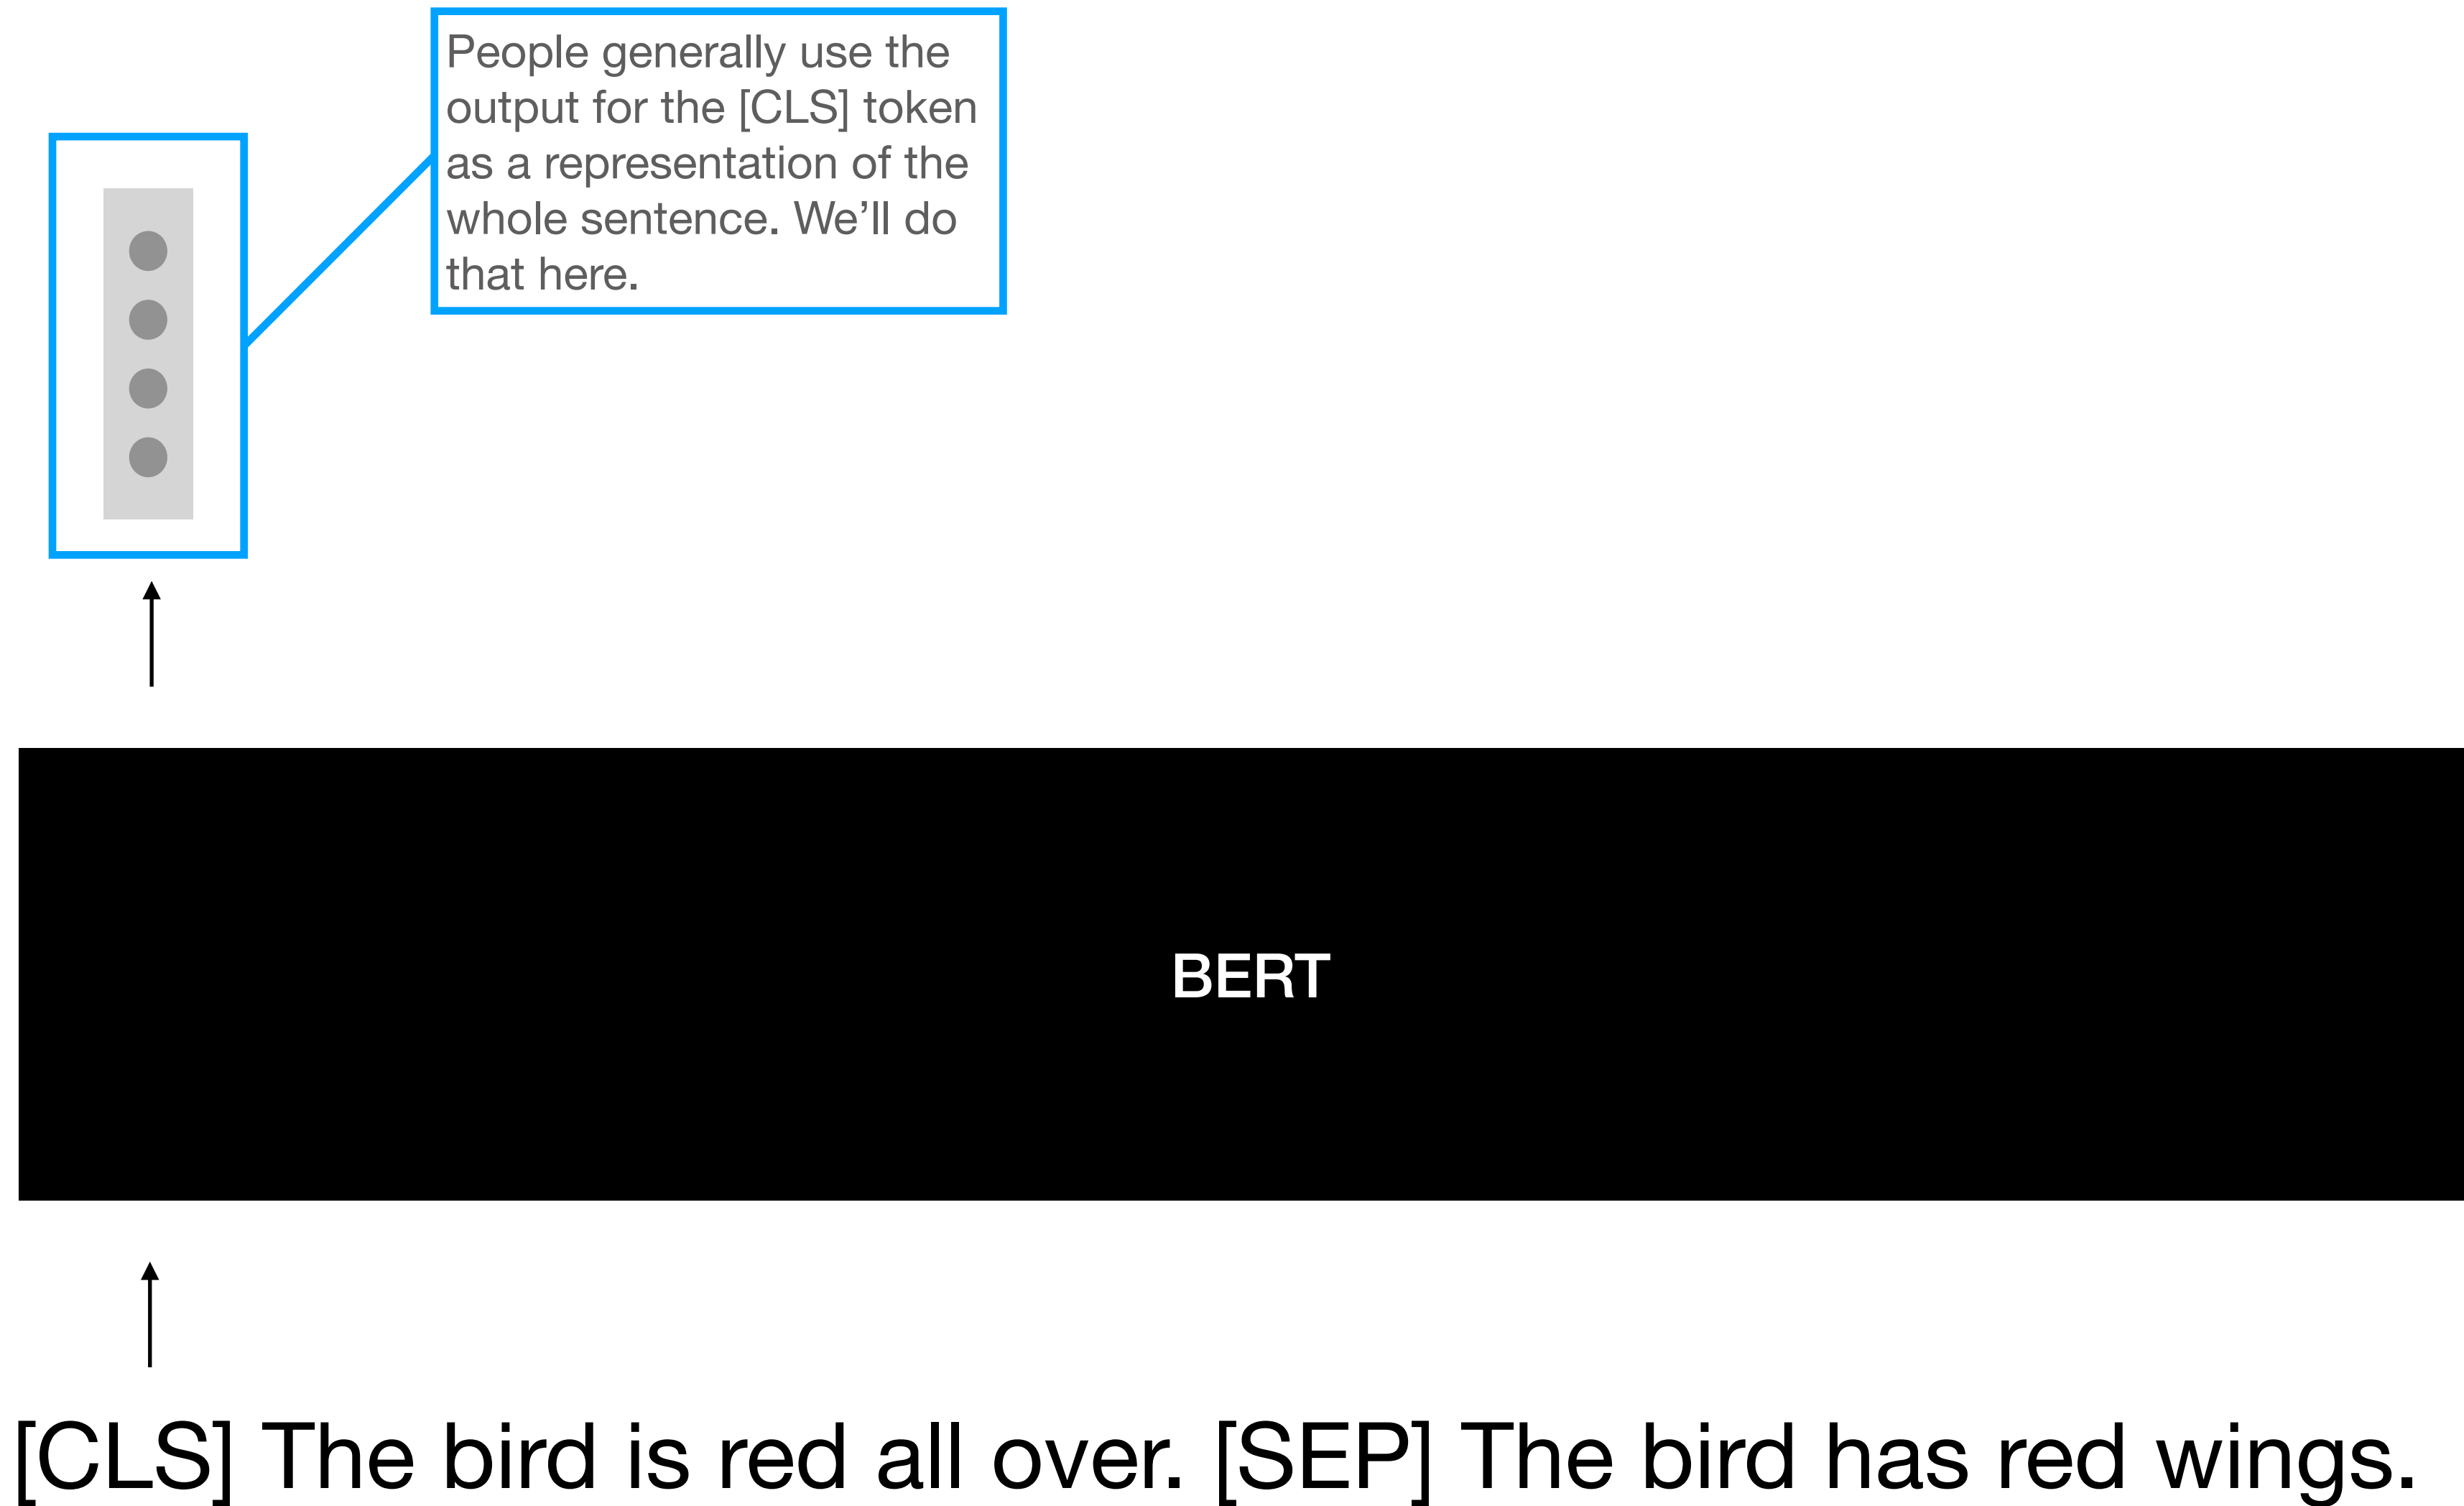 People generally use the
output for the [CLS] token
as a representation of the
whole sentence. We’ll do
that here.
BERT
[CLS] The bird is red all over. [SEP] The bird has red wings.